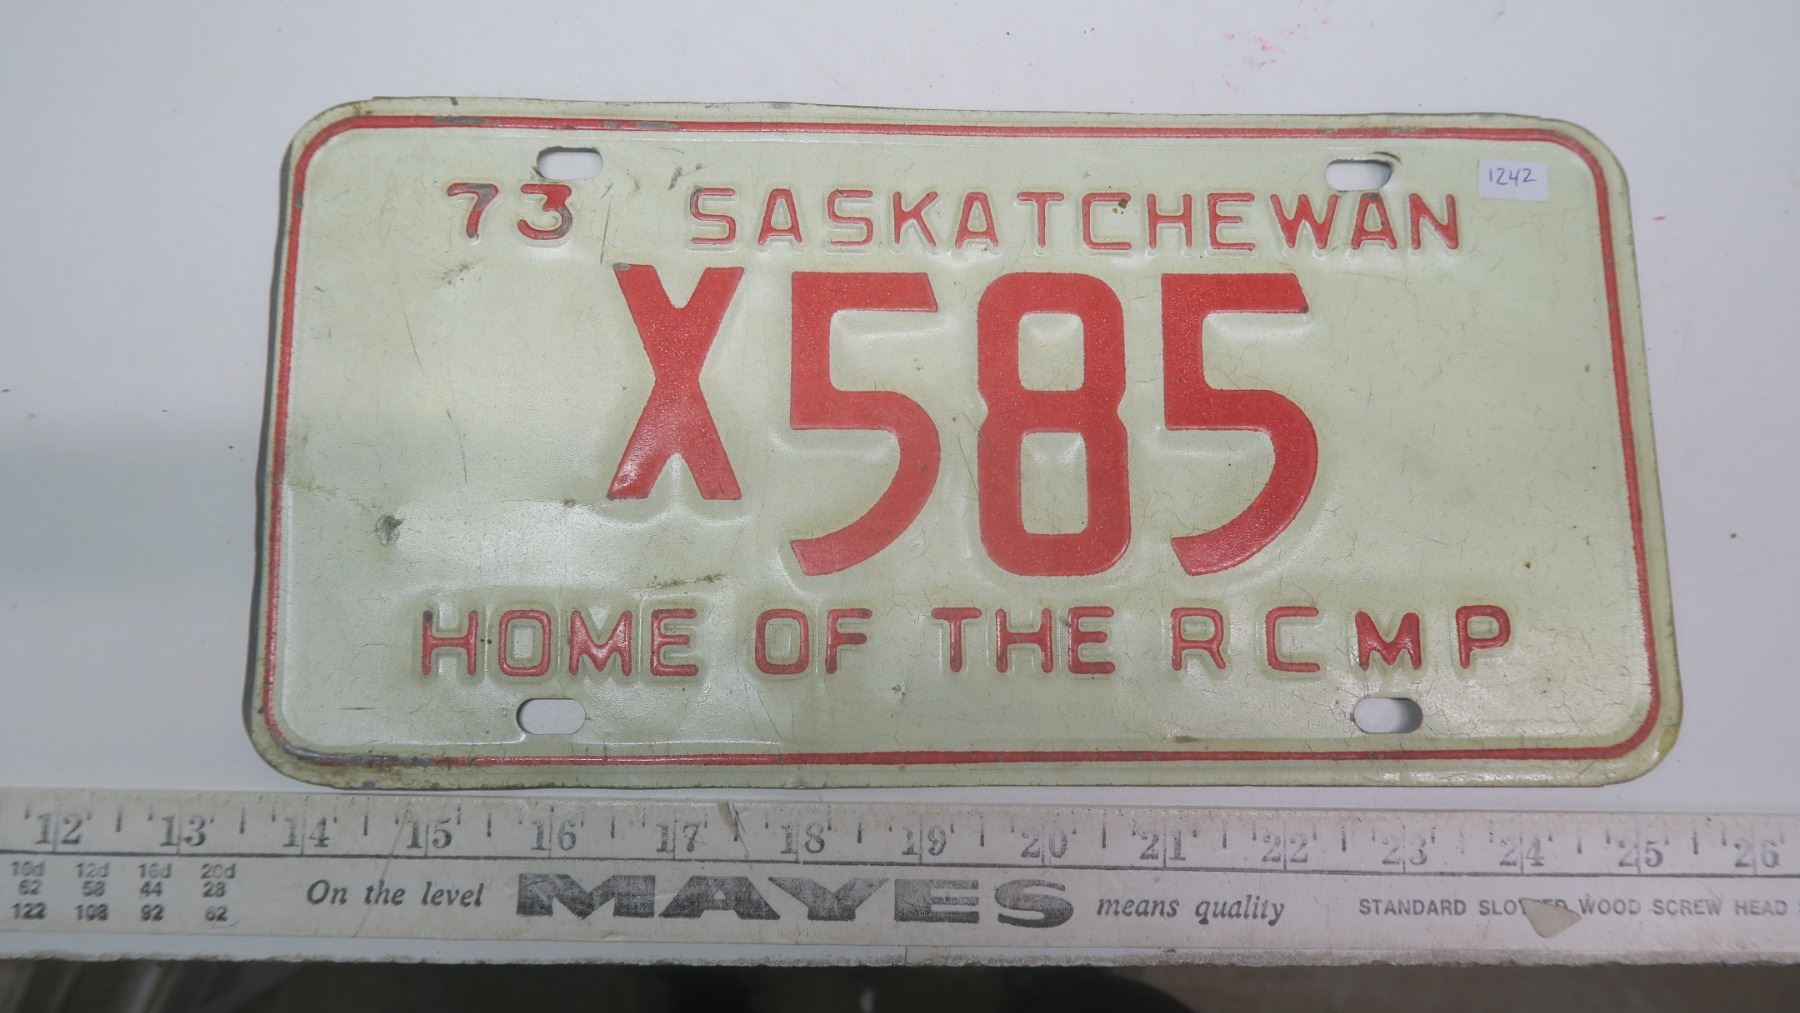 73 SASKATCHEWAN
1242
X585
HOME OF THE RCMP
12 13 14 15 16 17 18 19 20 21 22 23 24 25 26
10d 12d 16d 20d
62 58 44 28
122 108 92 62
On the level MAYES means quality
STANDARD SLOTTED WOOD SCREW HEAD